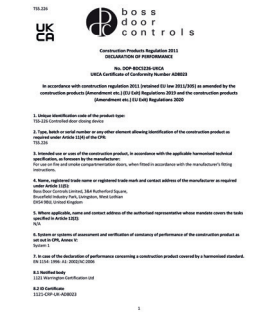 TSS.226
UK
CA
boss
door
controls
Construction Products Regulation 2011
DECLARATION OF PERFORMANCE
No. DOP-BDCS226-UKCA
UKCA Certificate of Conformity Number ADB023
In accordance with construction regulation 2011 (retained EU law 2011/305) as amended by the
construction products (Amendment etc.) (EU Exit) Regulations 2019 and the construction products
(Amendment etc.) (EU Exit) Regulations 2020
1. Unique identification code of the product type:
TSS-226 Controlled door closing device
2. Type, batch or serial number or any other element allowing identification of the construction product as
required under Article 11(4) of the CPR:
TSS.226
3. Intended use or uses of the construction product, in accordance with the applicable harmonised technical
specification, as foreseen by the manufacturer:
For use on fire and smoke compartmentation doors, when fitted in accordance with the manufacturer's fitting
instructions.
4. Name, registered trade name or registered trade mark and contact address of the manufacturer as required
under Article 11(5):
Boss Door Controls Limited, 3&4 Rutherford Square,
Brucefield Industry Park, Livingston, West Lothian
EH54 9BU, United Kingdom
5. Where applicable, name and contact address of the authorised representative whose mandate covers the tasks
specified in Article 12(2):
N/A
6. System or systems of assessment and verification of constancy of performance of the construction product as
set out in CPR, Annex V:
System 1
7. In case of the declaration of performance concerning a construction product covered by a harmonised standard.
EN 1154: 1996: A1: 2002/AC:2006
8.1 Notified body
1121 Warringtion Certification Ltd
8.2 ID Certificate
1121-CRP-UK-ADB023
1